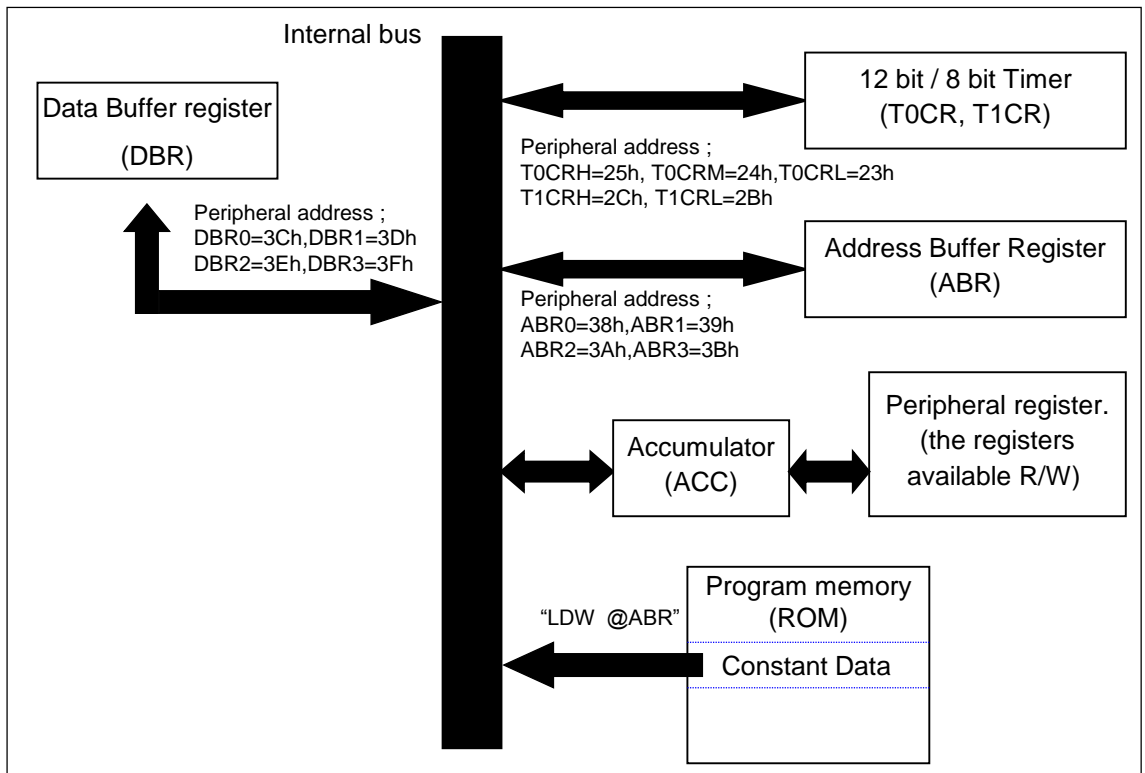 Internal bus
Data Buffer register
(DBR)
Peripheral address ;
DBR0=3Ch,DBR1=3Dh
DBR2=3Eh,DBR3=3Fh
12 bit / 8 bit Timer
(T0CR, T1CR)
Peripheral address ;
T0CRH=25h, T0CRM=24h,T0CRL=23h
T1CRH=2Ch, T1CRL=2Bh
Address Buffer Register
(ABR)
Peripheral address ;
ABR0=38h,ABR1=39h
ABR2=3Ah,ABR3=3Bh
Accumulator
(ACC)
Peripheral register.
(the registers
available R/W)
“LDW @ABR”
Program memory
(ROM)
Constant Data